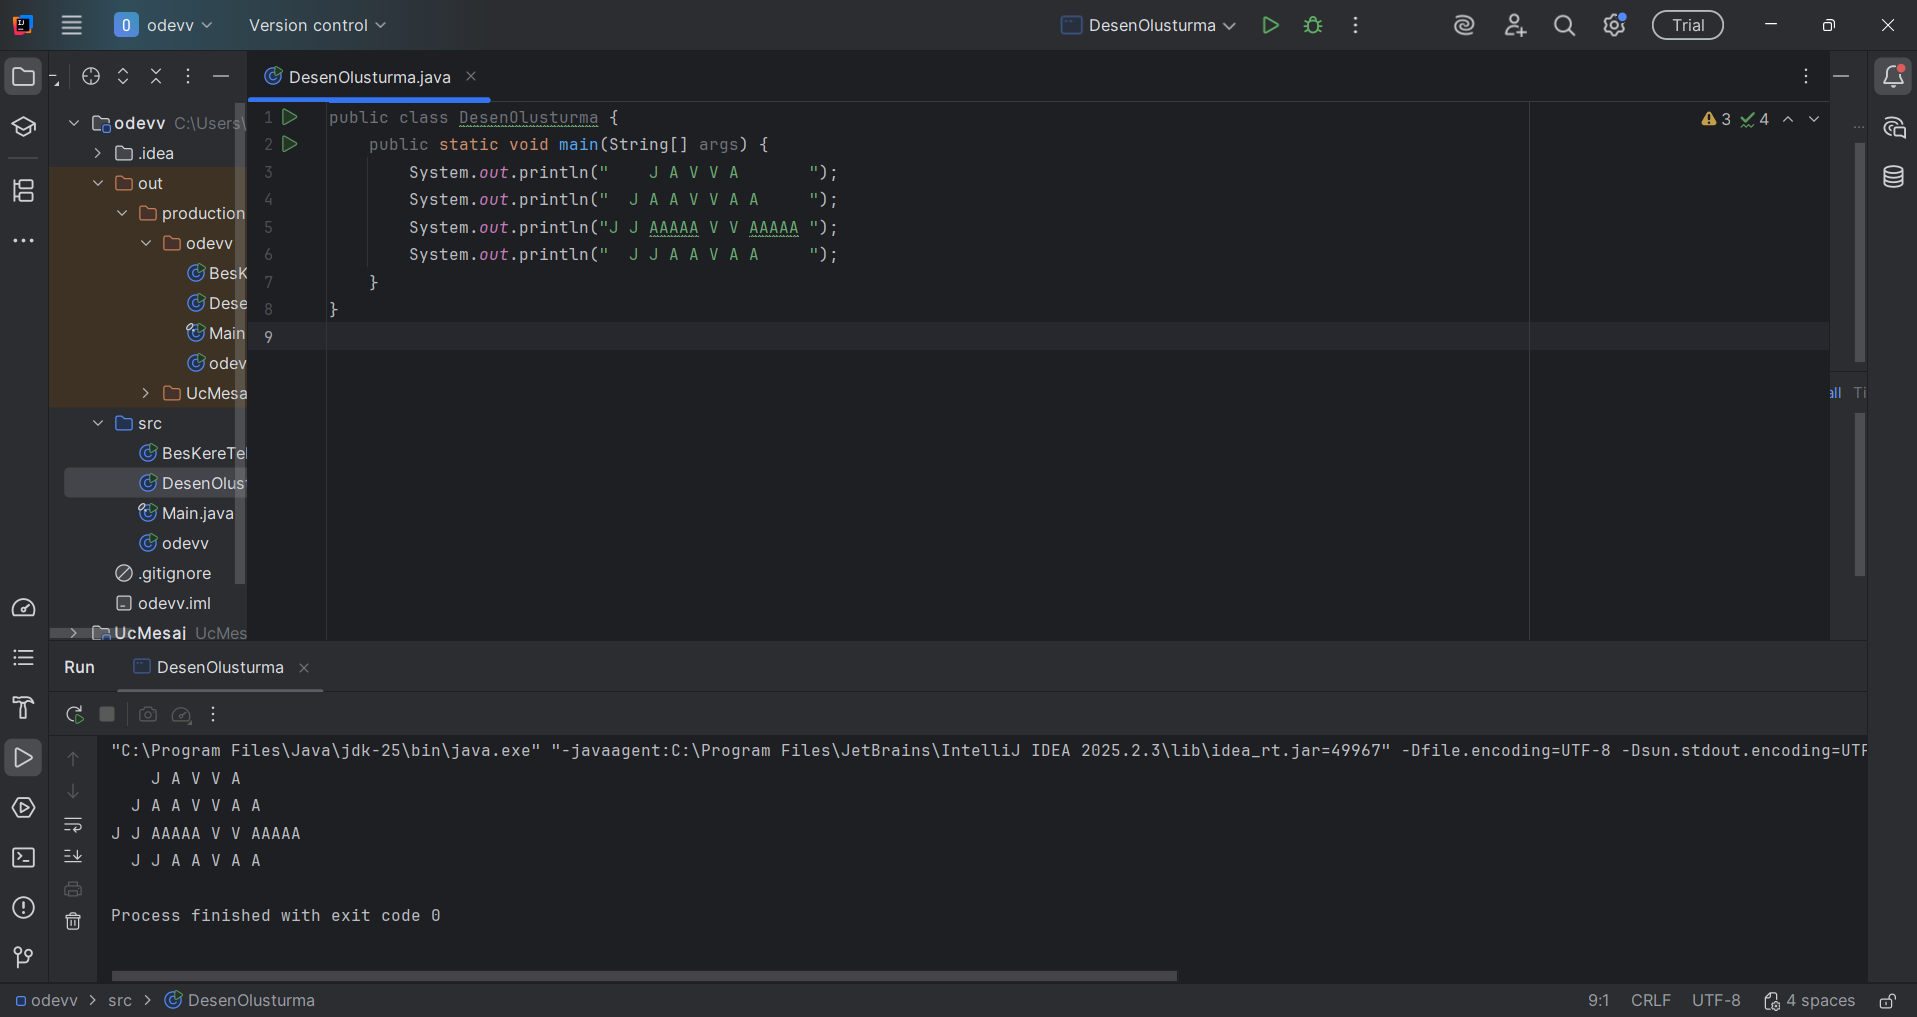 odevv
Version control
DesenOlusturma
Trial
DesenOlusturma.java
odevv C:\Users\
.idea
out
production
odevv
BesK
Dese
Main
odev
UcMesa
src
BesKereTe
DesenOlus
Main.java
odevv
.gitignore
odevv.iml
UcMesaj UcMes
1 public class DesenOlusturma {
2 public static void main(String[] args) {
3 System.out.println("    J A V V A       ");
4 System.out.println("  J A A V V A A     ");
5 System.out.println("J J AAAAA V V AAAAA ");
6 System.out.println("  J J A A V A A     ");
7 }
8 }
9
3 4
all Ti
Run
DesenOlusturma
"C:\Program Files\Java\jdk-25\bin\java.exe" "-javaagent:C:\Program Files\JetBrains\IntelliJ IDEA 2025.2.3\lib\idea_rt.jar=49967" -Dfile.encoding=UTF-8 -Dsun.stdout.encoding=UTF
    J A V V A
  J A A V V A A
J J AAAAA V V AAAAA
  J J A A V A A
Process finished with exit code 0
odevv > src > DesenOlusturma
9:1 CRLF UTF-8 4 spaces